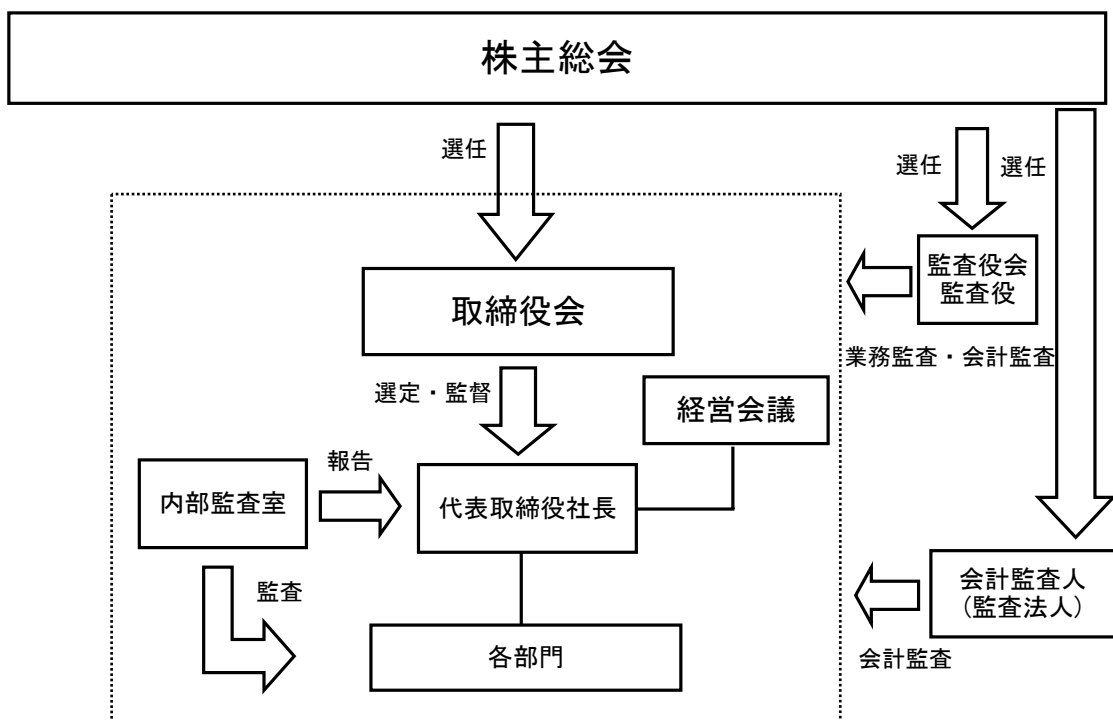 株主総会
選任
選任
選任
監査役会
監査役
取締役会
業務監査・会計監査
選定・監督
経営会議
報告
内部監査室
代表取締役社長
監査
会計監査人
(監査法人)
各部門
会計監査